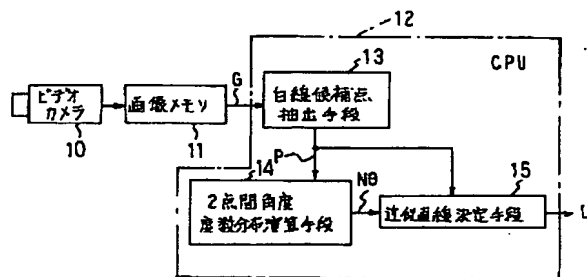 12
CPU
13
G
ビデオ
カメラ
10
画像メモリ
11
白線候補点
抽出手段
P
14
2点間角度
度数分布演算手段
Nθ
15
近似直線決定手段
L